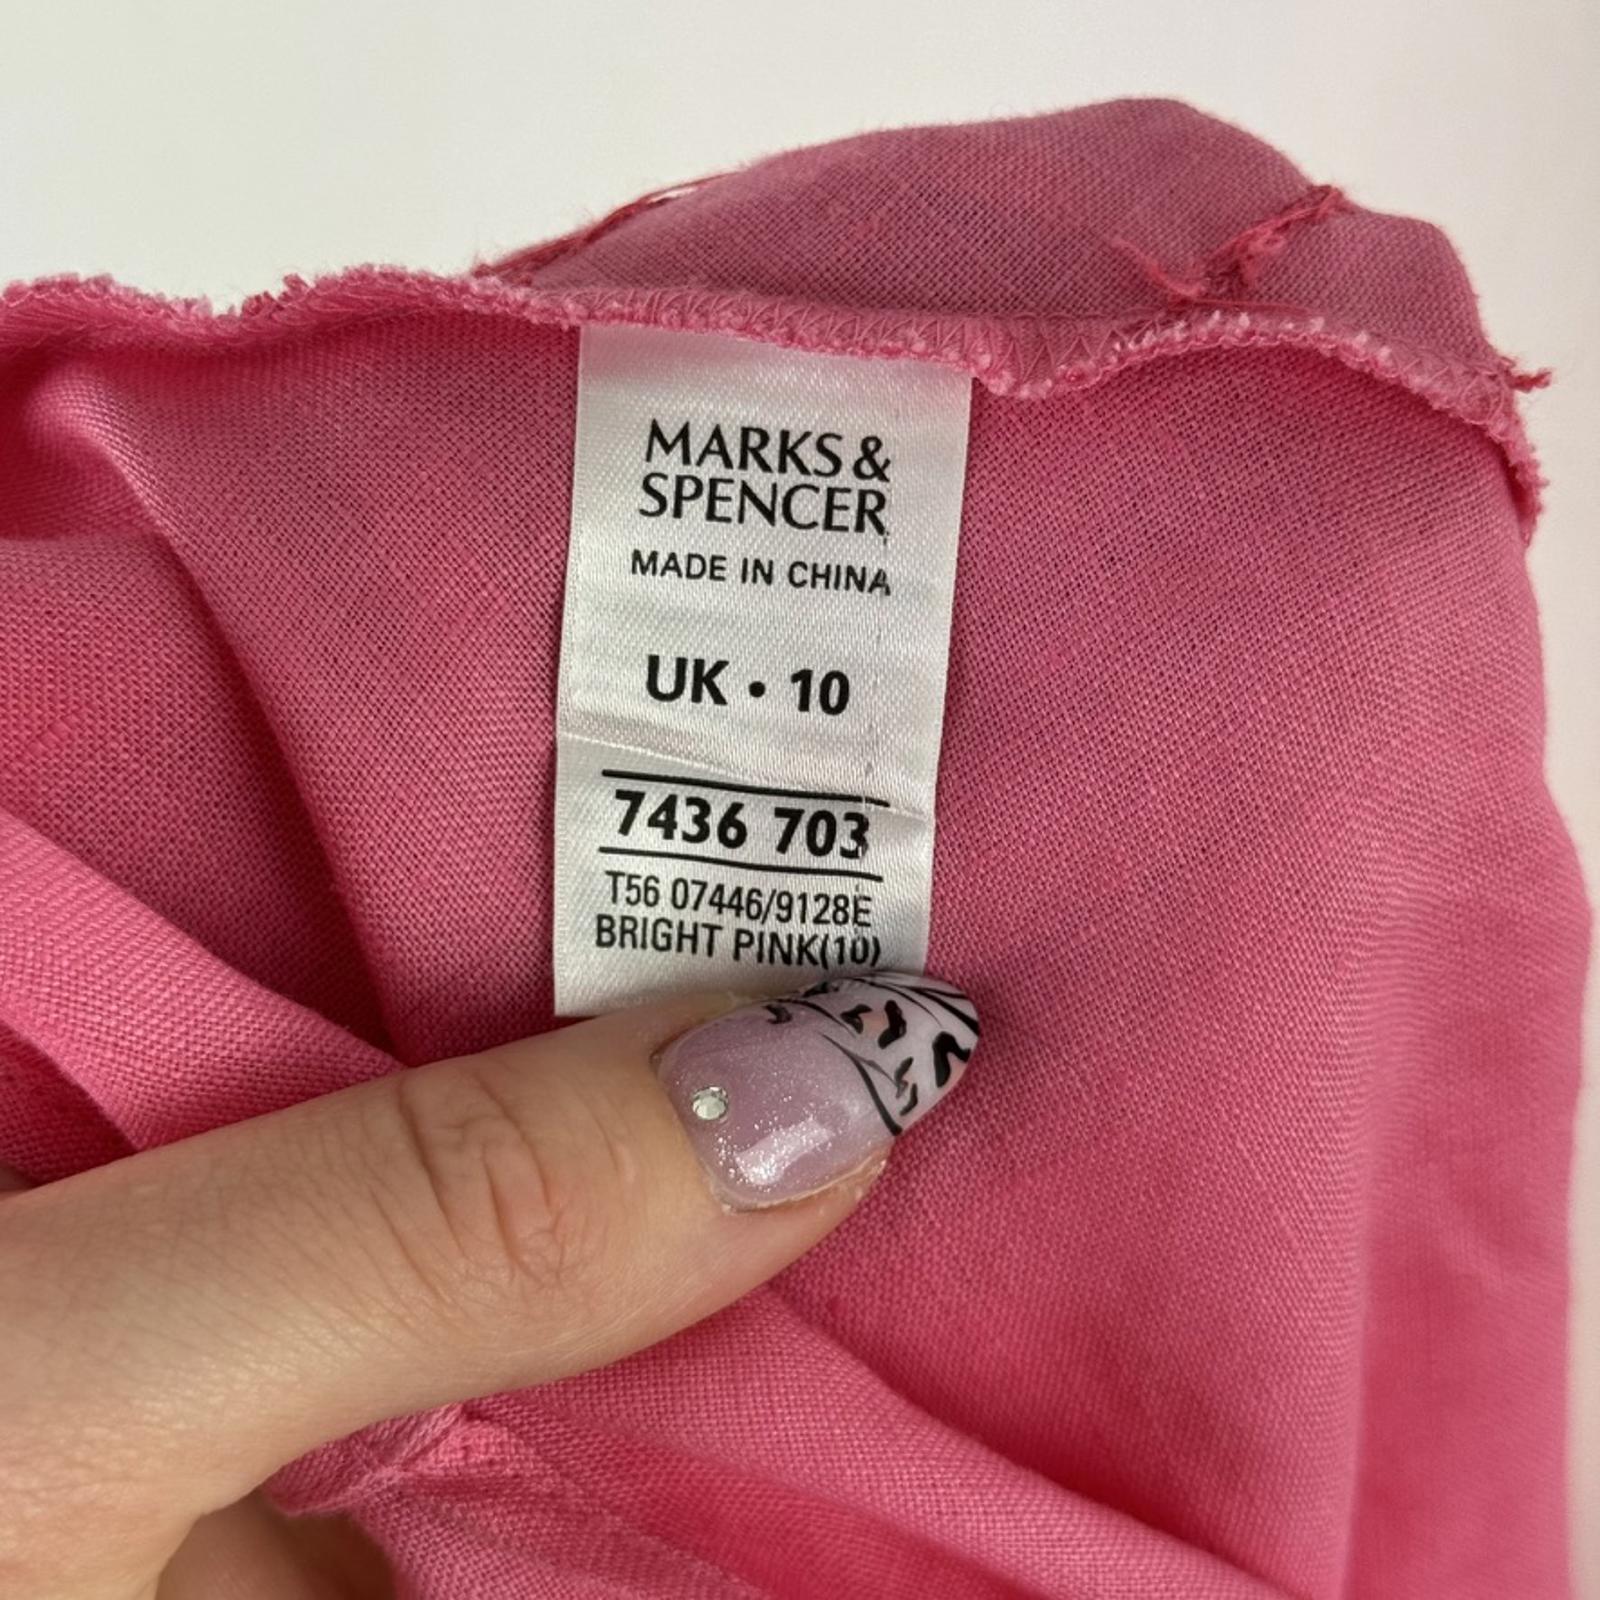 MARKS &
SPENCER
MADE IN CHINA
UK • 10
7436 703
T56 07446/9128E
BRIGHT PINK(10)